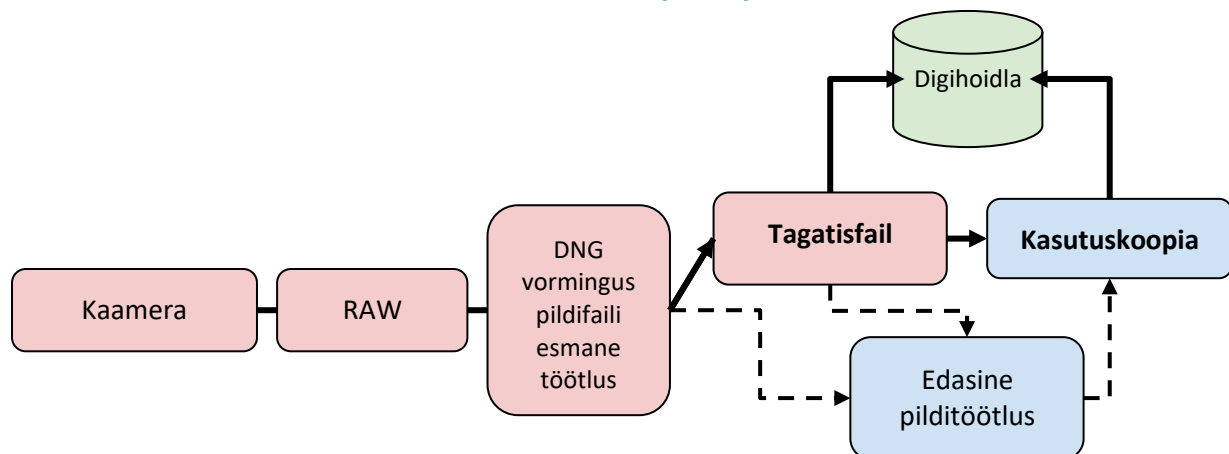 Digihoidla
Tagatisfail
Kasutuskoopia
Kaamera
RAW
DNG
vormingus
pildifaili
esmane
töötlus
Edasine
pilditöötlus